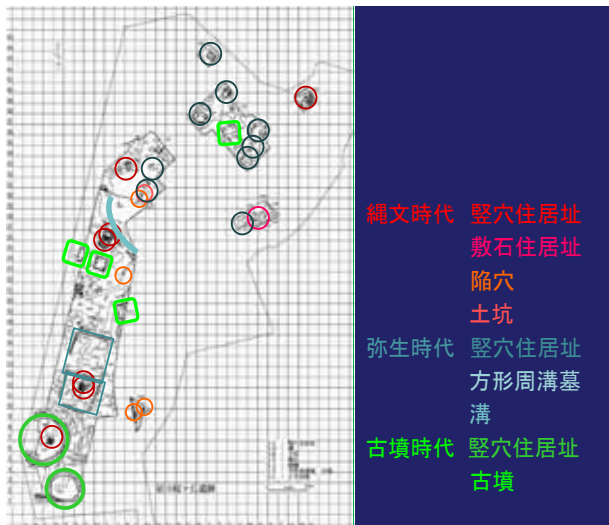 縄文時代 竪穴住居址
敷石住居址
陥穴
土坑
弥生時代 竪穴住居址
方形周溝墓
溝
古墳時代 竪穴住居址
古墳